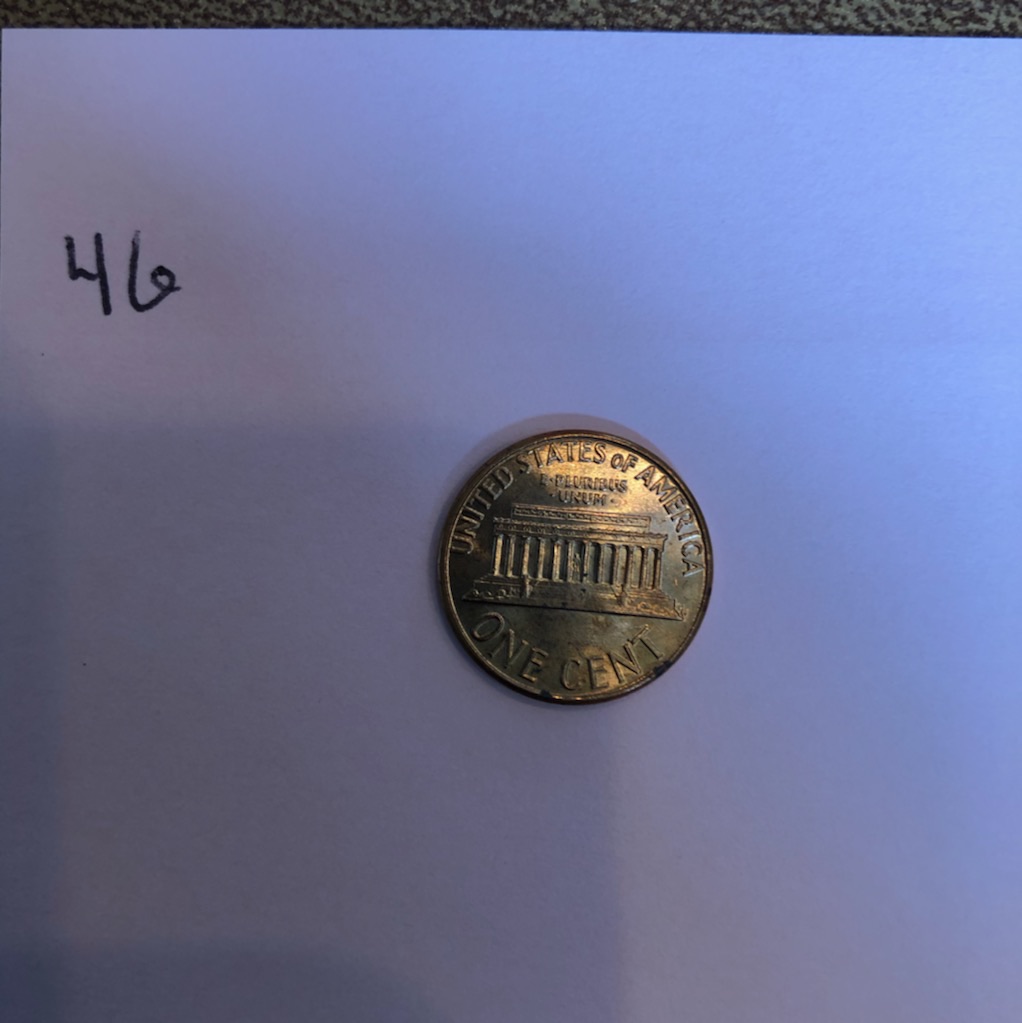 46
UNITED STATES OF AMERICA
E·PLURIBUS
·UNUM·
ONE CENT